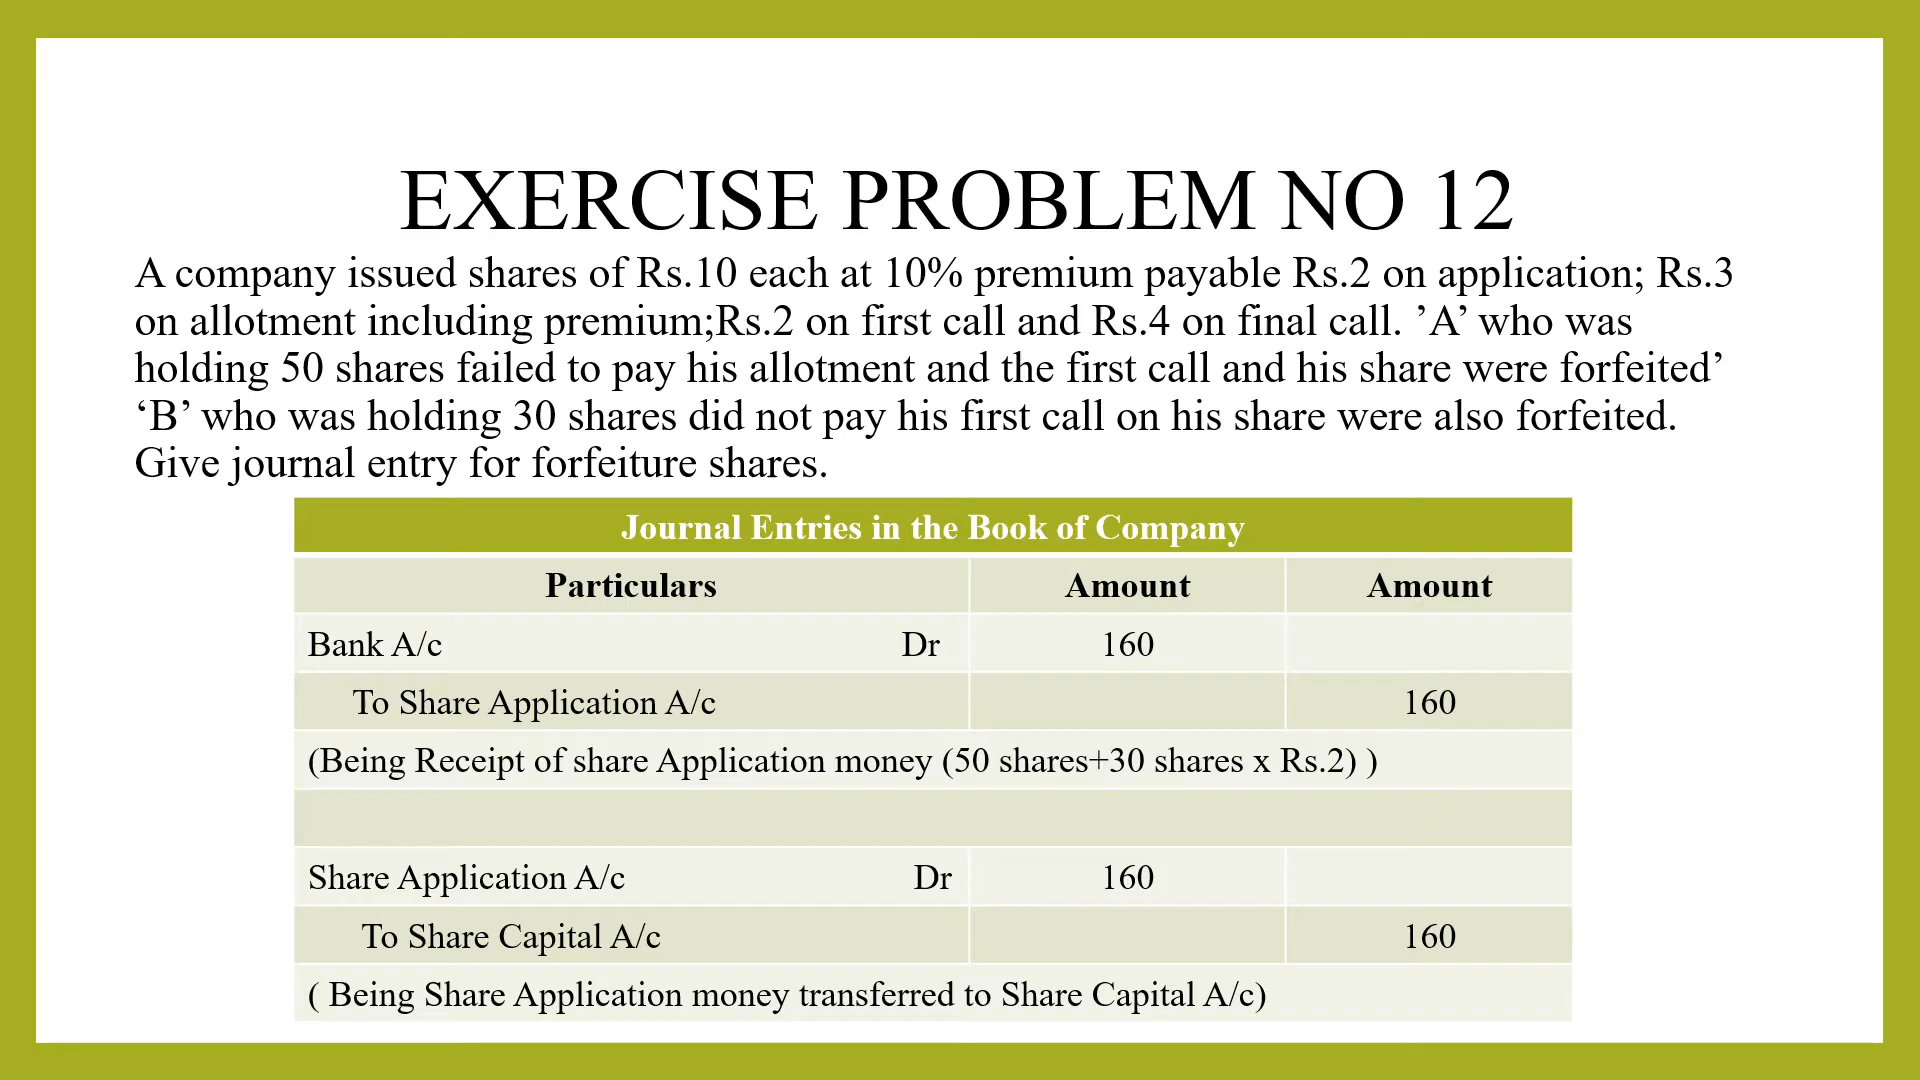 EXERCISE PROBLEM NO 12
A company issued shares of Rs.10 each at 10% premium payable Rs.2 on application; Rs.3
on allotment including premium;Rs.2 on first call and Rs.4 on final call. ’A’ who was
holding 50 shares failed to pay his allotment and the first call and his share were forfeited’
‘B’ who was holding 30 shares did not pay his first call on his share were also forfeited.
Give journal entry for forfeiture shares.
Journal Entries in the Book of Company
Particulars Amount Amount
Bank A/c Dr 160
To Share Application A/c 160
(Being Receipt of share Application money (50 shares+30 shares x Rs.2) )
Share Application A/c Dr 160
To Share Capital A/c 160
( Being Share Application money transferred to Share Capital A/c)